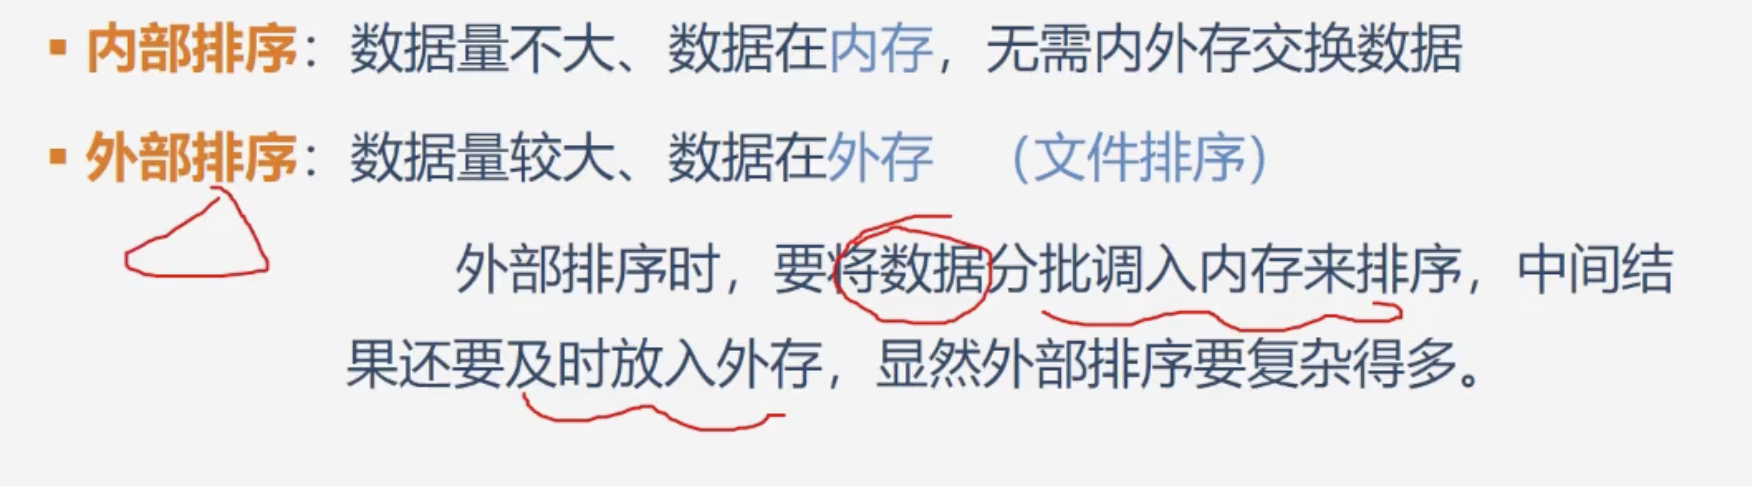 ▪ 内部排序：数据量不大、数据在内存，无需内外存交换数据
▪ 外部排序：数据量较大、数据在外存 （文件排序）
外部排序时，要将数据分批调入内存来排序，中间结
果还要及时放入外存，显然外部排序要复杂得多。